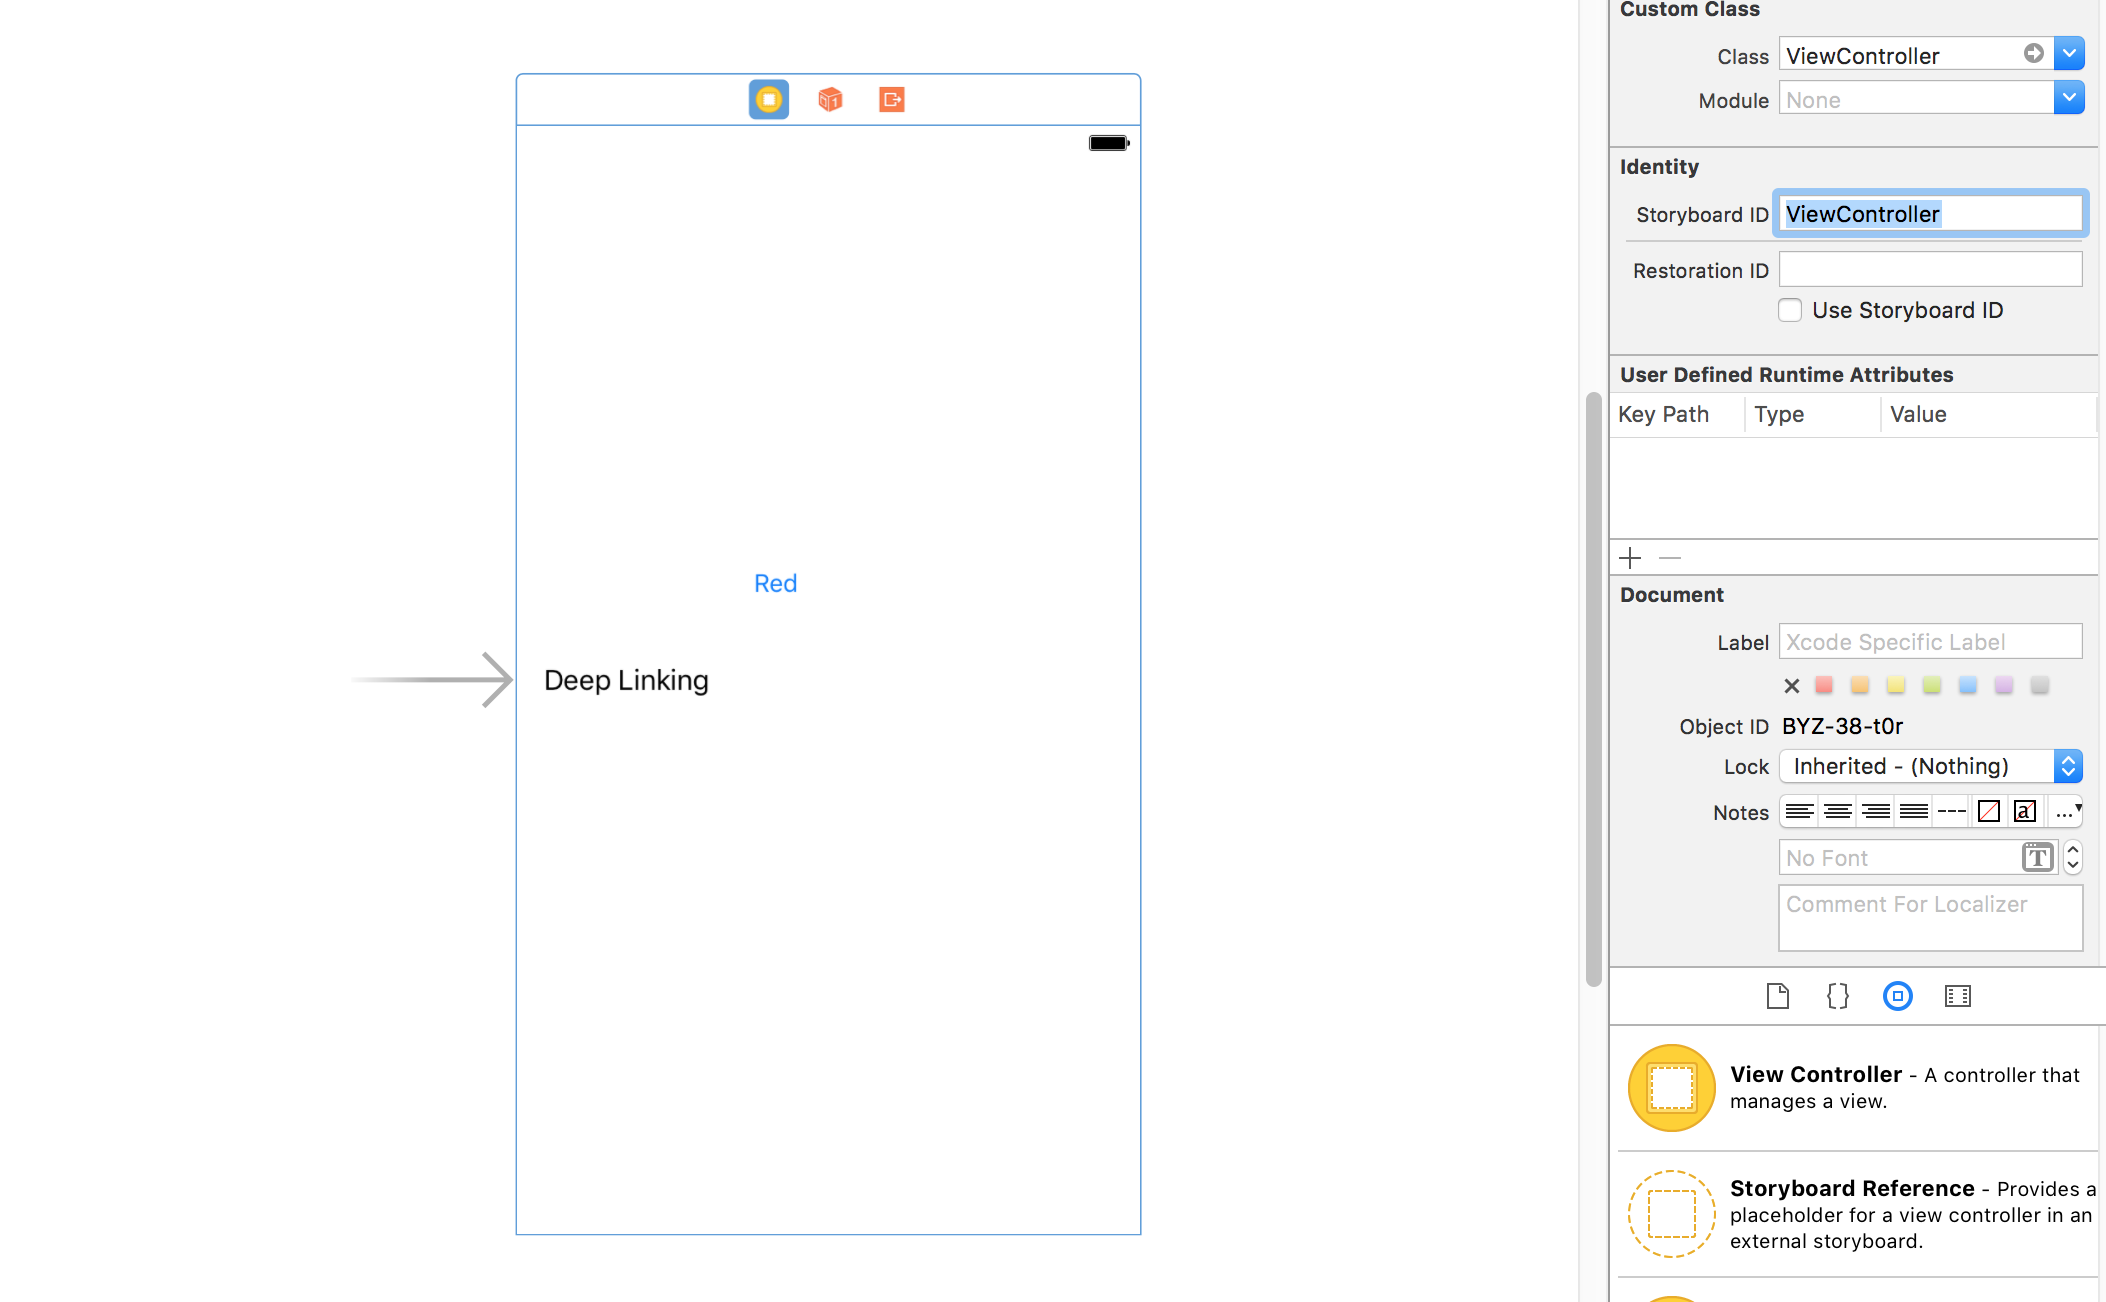 Red
Deep Linking
Custom Class
Class ViewController
Module None
Identity
Storyboard ID ViewController
Restoration ID
Use Storyboard ID
User Defined Runtime Attributes
Key Path Type Value
Document
Label Xcode Specific Label
Object ID BYZ-38-t0r
Lock Inherited - (Nothing)
Notes
No Font
Comment For Localizer
View Controller - A controller that
manages a view.
Storyboard Reference - Provides a
placeholder for a view controller in an
external storyboard.